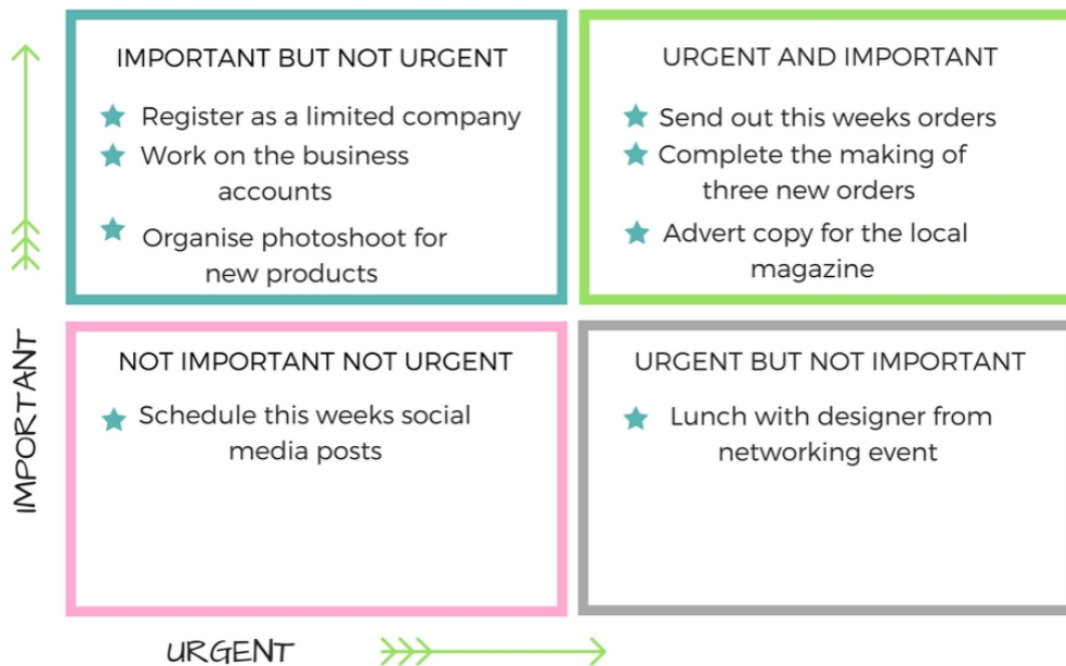 IMPORTANT BUT NOT URGENT
Register as a limited company
Work on the business
accounts
Organise photoshoot for
new products
URGENT AND IMPORTANT
Send out this weeks orders
Complete the making of
three new orders
Advert copy for the local
magazine
NOT IMPORTANT NOT URGENT
Schedule this weeks social
media posts
URGENT BUT NOT IMPORTANT
Lunch with designer from
networking event
IMPORTANT
URGENT